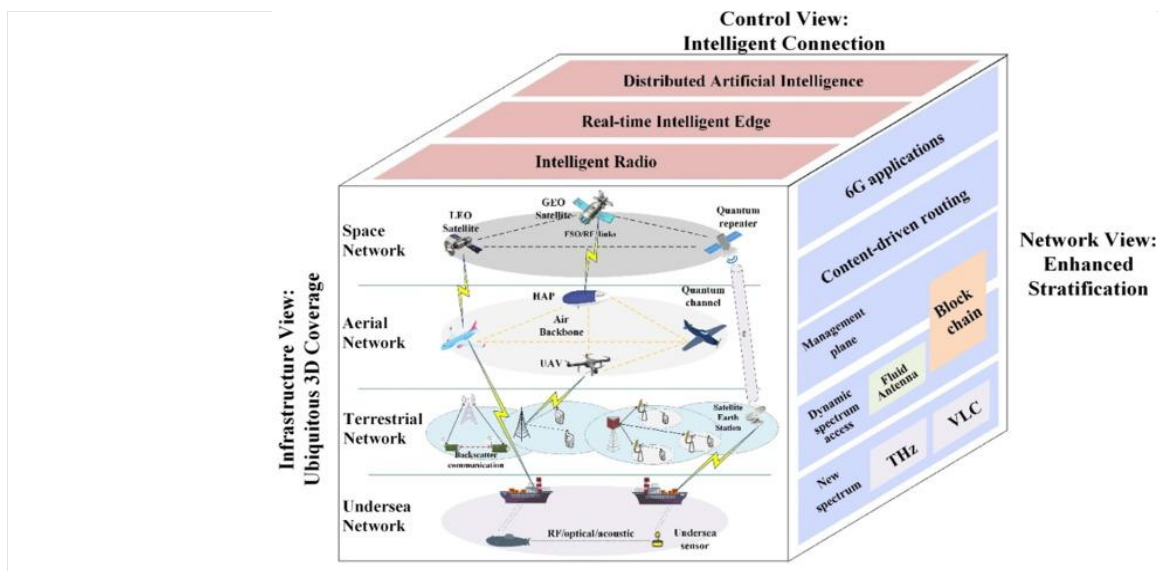 Control View:
Intelligent Connection
Distributed Artificial Intelligence
Real-time Intelligent Edge
Intelligent Radio
Infrastructure View:
Ubiquitous 3D Coverage
Space
Network
LEO
Satellite
GEO
Satellite
FSO/RF links
Quantum
repeater
Aerial Network
HAP
Air
Backbone
UAV
Quantum
channel
Terrestrial
Network
Backscatter
communication
Satellite
Earth
Station
Undersea
Network
RF/optical/acoustic
Undersea
sensor
6G applications
Content-driven routing
Management
plane
Block
chain
Dynamic
spectrum
access
Fluid
Antenna
New
spectrum
THz
VLC
Network View:
Enhanced
Stratification